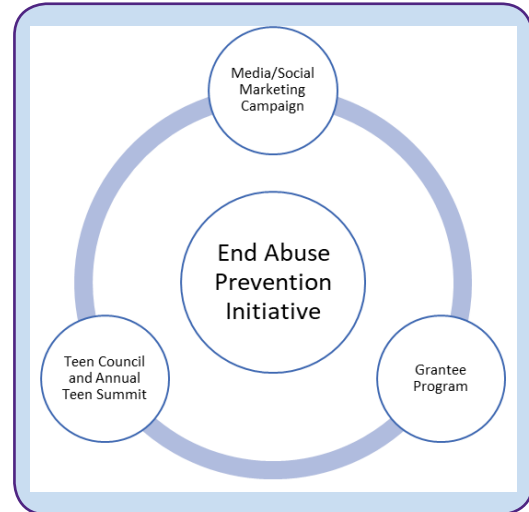 Media/Social
Marketing
Campaign
End Abuse
Prevention
Initiative
Teen Council
and Annual
Teen Summit
Grantee
Program